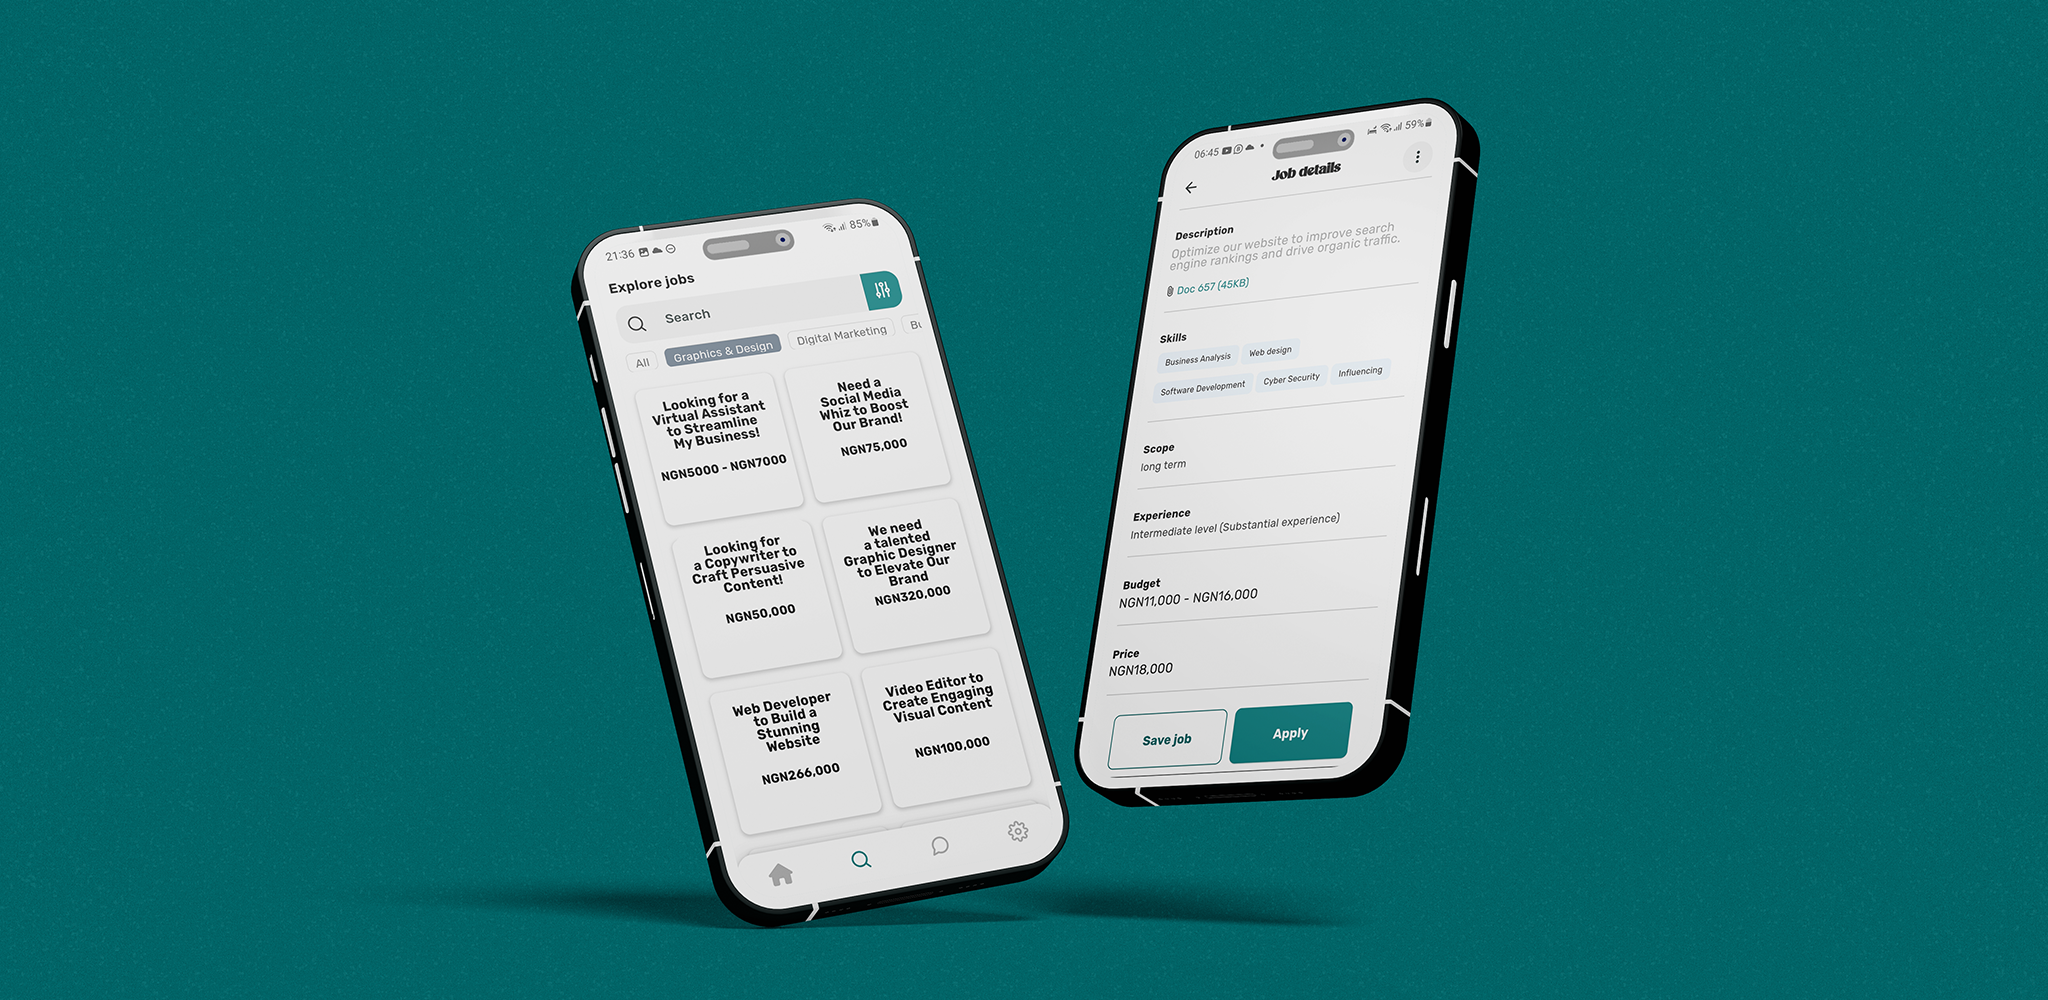 21:36
85%
Explore jobs
Search
All
Graphics & Design
Digital Marketing
Looking for a
Virtual Assistant
to Streamline
My Business!
NGN5000 - NGN7000
Need a
Social Media
Whiz to Boost
Our Brand!
NGN75,000
Looking for
a Copywriter to
Craft Persuasive
Content!
NGN50,000
We need
a talented
Graphic Designer
to Elevate Our
Brand
NGN320,000
Web Developer
to Build a
Stunning
Website
NGN266,000
Video Editor to
Create Engaging
Visual Content
NGN100,000
06:45
59%
Job details
Description
Optimize our website to improve search
engine rankings and drive organic traffic.
Doc 657 (45KB)
Skills
Business Analysis
Web design
Software Development
Cyber Security
Influencing
Scope
long term
Experience
Intermediate level (Substantial experience)
Budget
NGN11,000 - NGN16,000
Price
NGN18,000
Save job
Apply